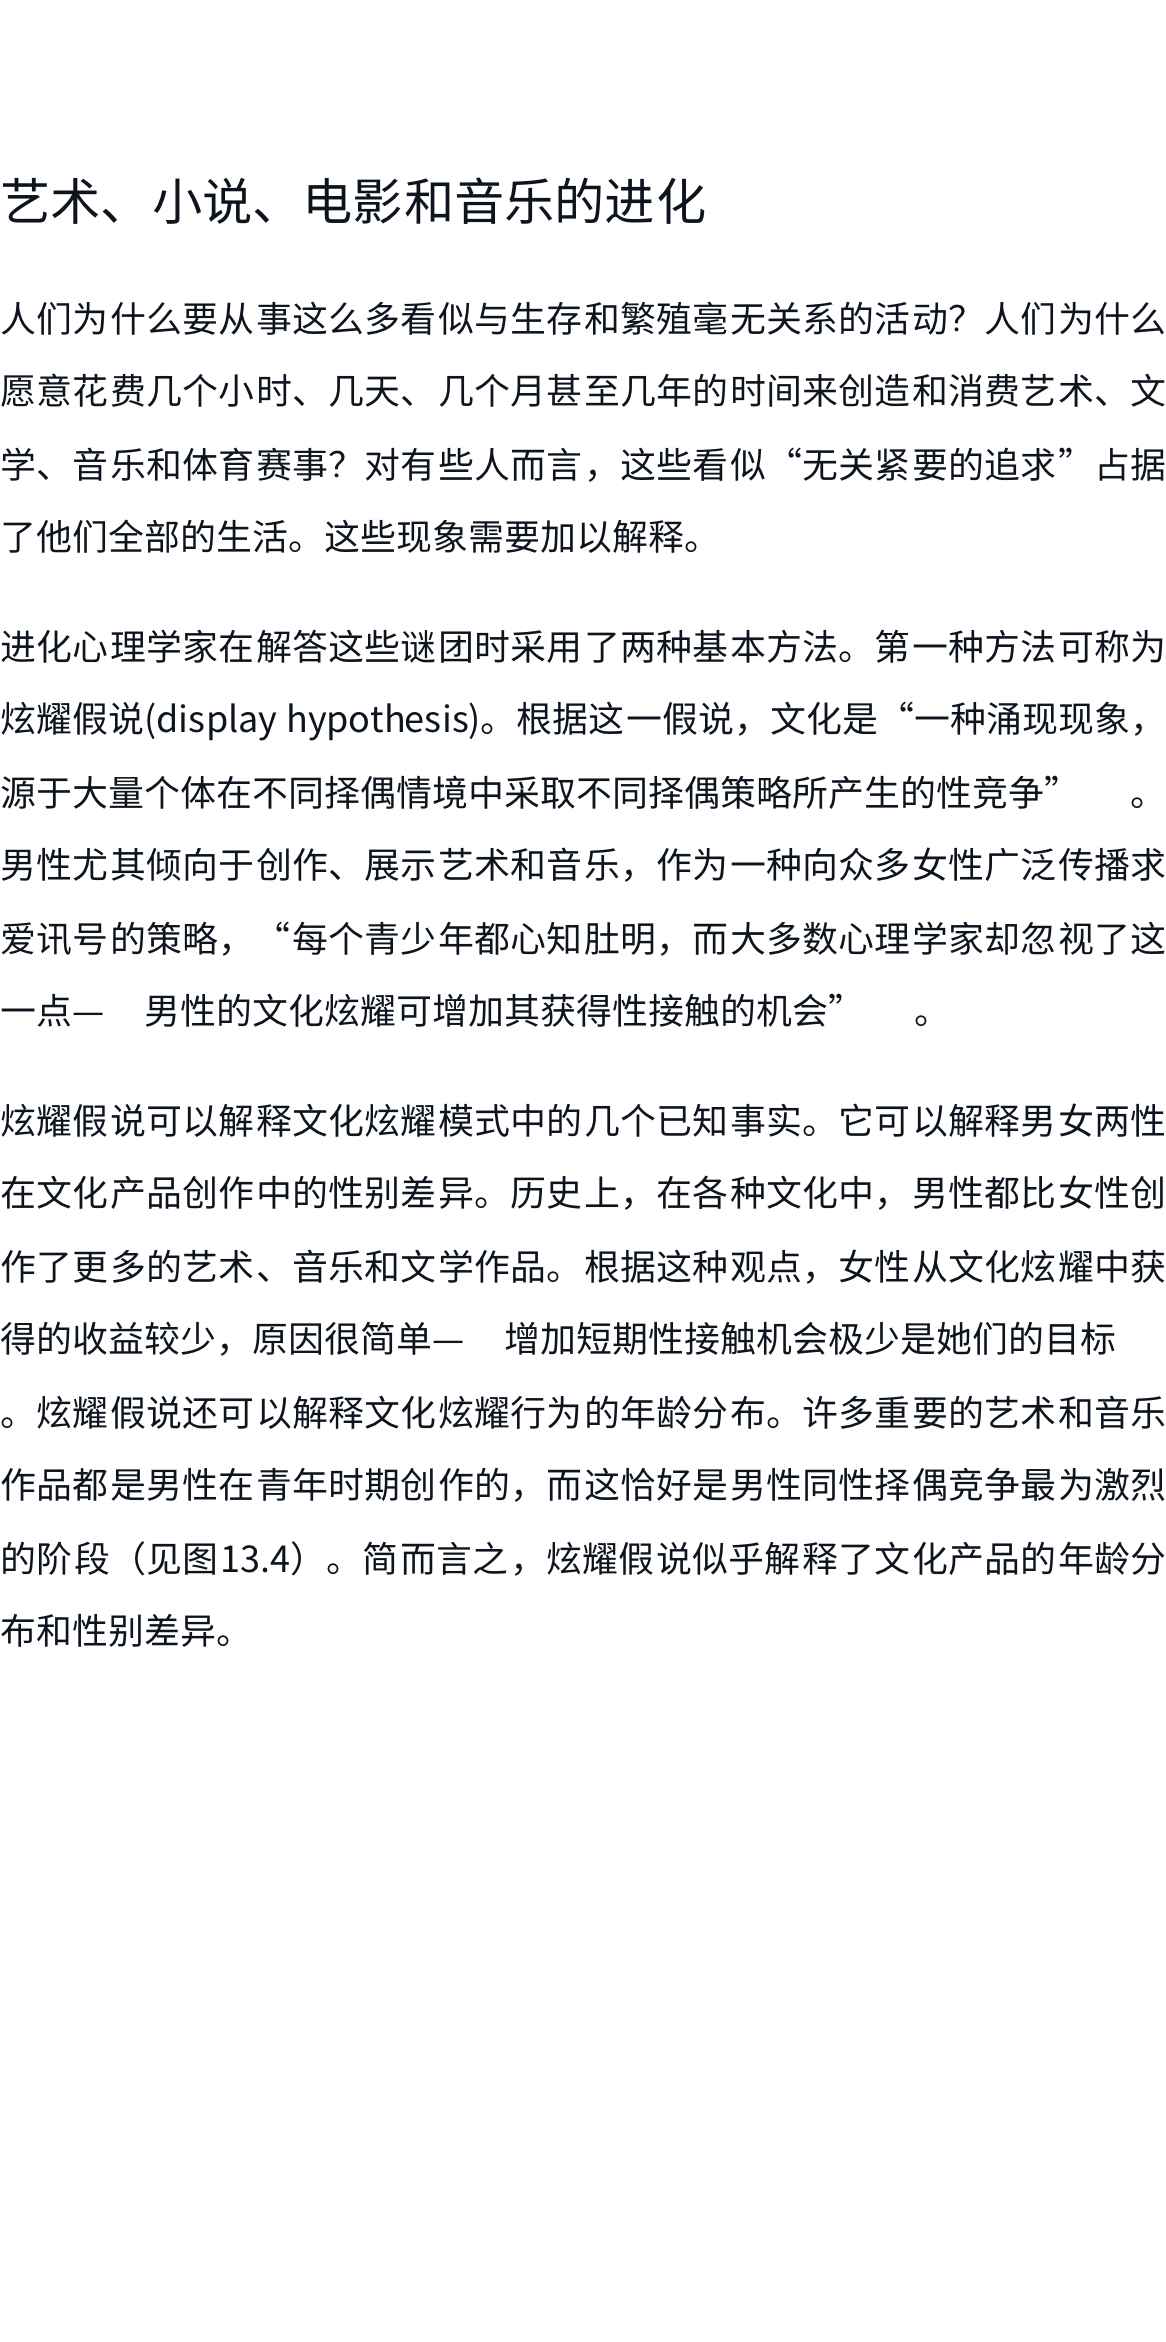 艺术、小说、电影和音乐的进化
人们为什么要从事这么多看似与生存和繁殖毫无关系的活动？人们为什么
愿意花费几个小时、几天、几个月甚至几年的时间来创造和消费艺术、文
学、音乐和体育赛事？对有些人而言，这些看似“无关紧要的追求”占据
了他们全部的生活。这些现象需要加以解释。
进化心理学家在解答这些谜团时采用了两种基本方法。第一种方法可称为
炫耀假说(display hypothesis)。根据这一假说，文化是“一种涌现现象，
源于大量个体在不同择偶情境中采取不同择偶策略所产生的性竞争”　　。
男性尤其倾向于创作、展示艺术和音乐，作为一种向众多女性广泛传播求
爱讯号的策略，“每个青少年都心知肚明，而大多数心理学家却忽视了这
一点—　男性的文化炫耀可增加其获得性接触的机会”　　。
炫耀假说可以解释文化炫耀模式中的几个已知事实。它可以解释男女两性
在文化产品创作中的性别差异。历史上，在各种文化中，男性都比女性创
作了更多的艺术、音乐和文学作品。根据这种观点，女性从文化炫耀中获
得的收益较少，原因很简单—　增加短期性接触机会极少是她们的目标
。炫耀假说还可以解释文化炫耀行为的年龄分布。许多重要的艺术和音乐
作品都是男性在青年时期创作的，而这恰好是男性同性择偶竞争最为激烈
的阶段（见图13.4）。简而言之，炫耀假说似乎解释了文化产品的年龄分
布和性别差异。